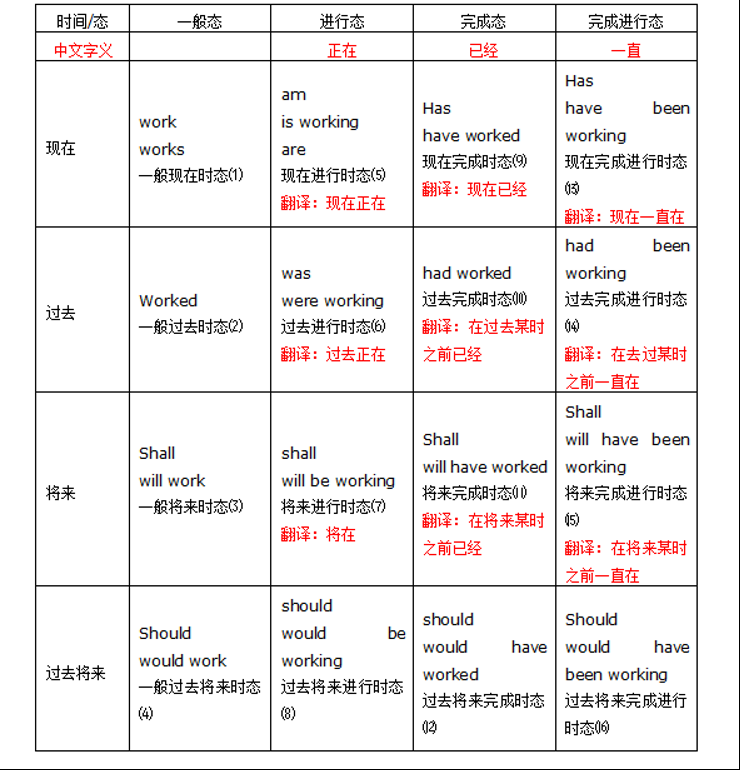 时间/态 一般态 进行态 完成态 完成进行态
中文字义 正在 已经 一直
现在
work
works
一般现在时态⑴
am
is working
are
现在进行时态⑸
翻译：现在正在
Has
have worked
现在完成时态⑼
翻译：现在已经
Has
have been
working
现在完成进行时态
⒀
翻译：现在一直在
过去
Worked
一般过去时态⑵
was
were working
过去进行时态⑹
翻译：过去正在
had worked
过去完成时态⑽
翻译：在过去某时
之前已经
had been
working
过去完成进行时态
⒁
翻译：在去过某时
之前一直在
将来
Shall
will work
一般将来时态⑶
shall
will be working
将来进行时态⑺
翻译：将在
Shall
will have worked
将来完成时态⑾
翻译：在将来某时
之前已经
Shall
will have been
working
将来完成进行时态
⒂
翻译：在将来某时
之前一直在
过去将来
Should
would work
一般过去将来时态
⑷
should
would be
working
过去将来进行时态
⑻
should
would have
worked
过去将来完成时态
⑿
Should
would have
been working
过去将来完成进行
时态⒃